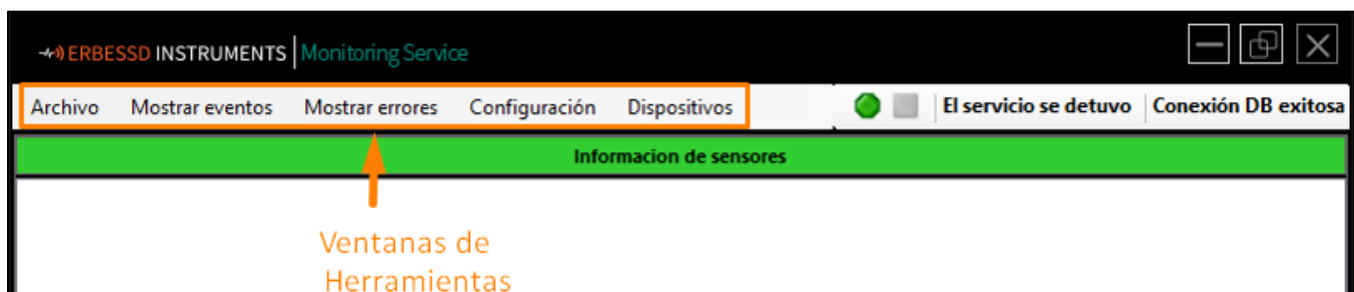 ERBESSD INSTRUMENTS Monitoring Service
Archivo Mostrar eventos Mostrar errores Configuración Dispositivos El servicio se detuvo Conexión DB exitosa
Informacion de sensores
Ventanas de
Herramientas